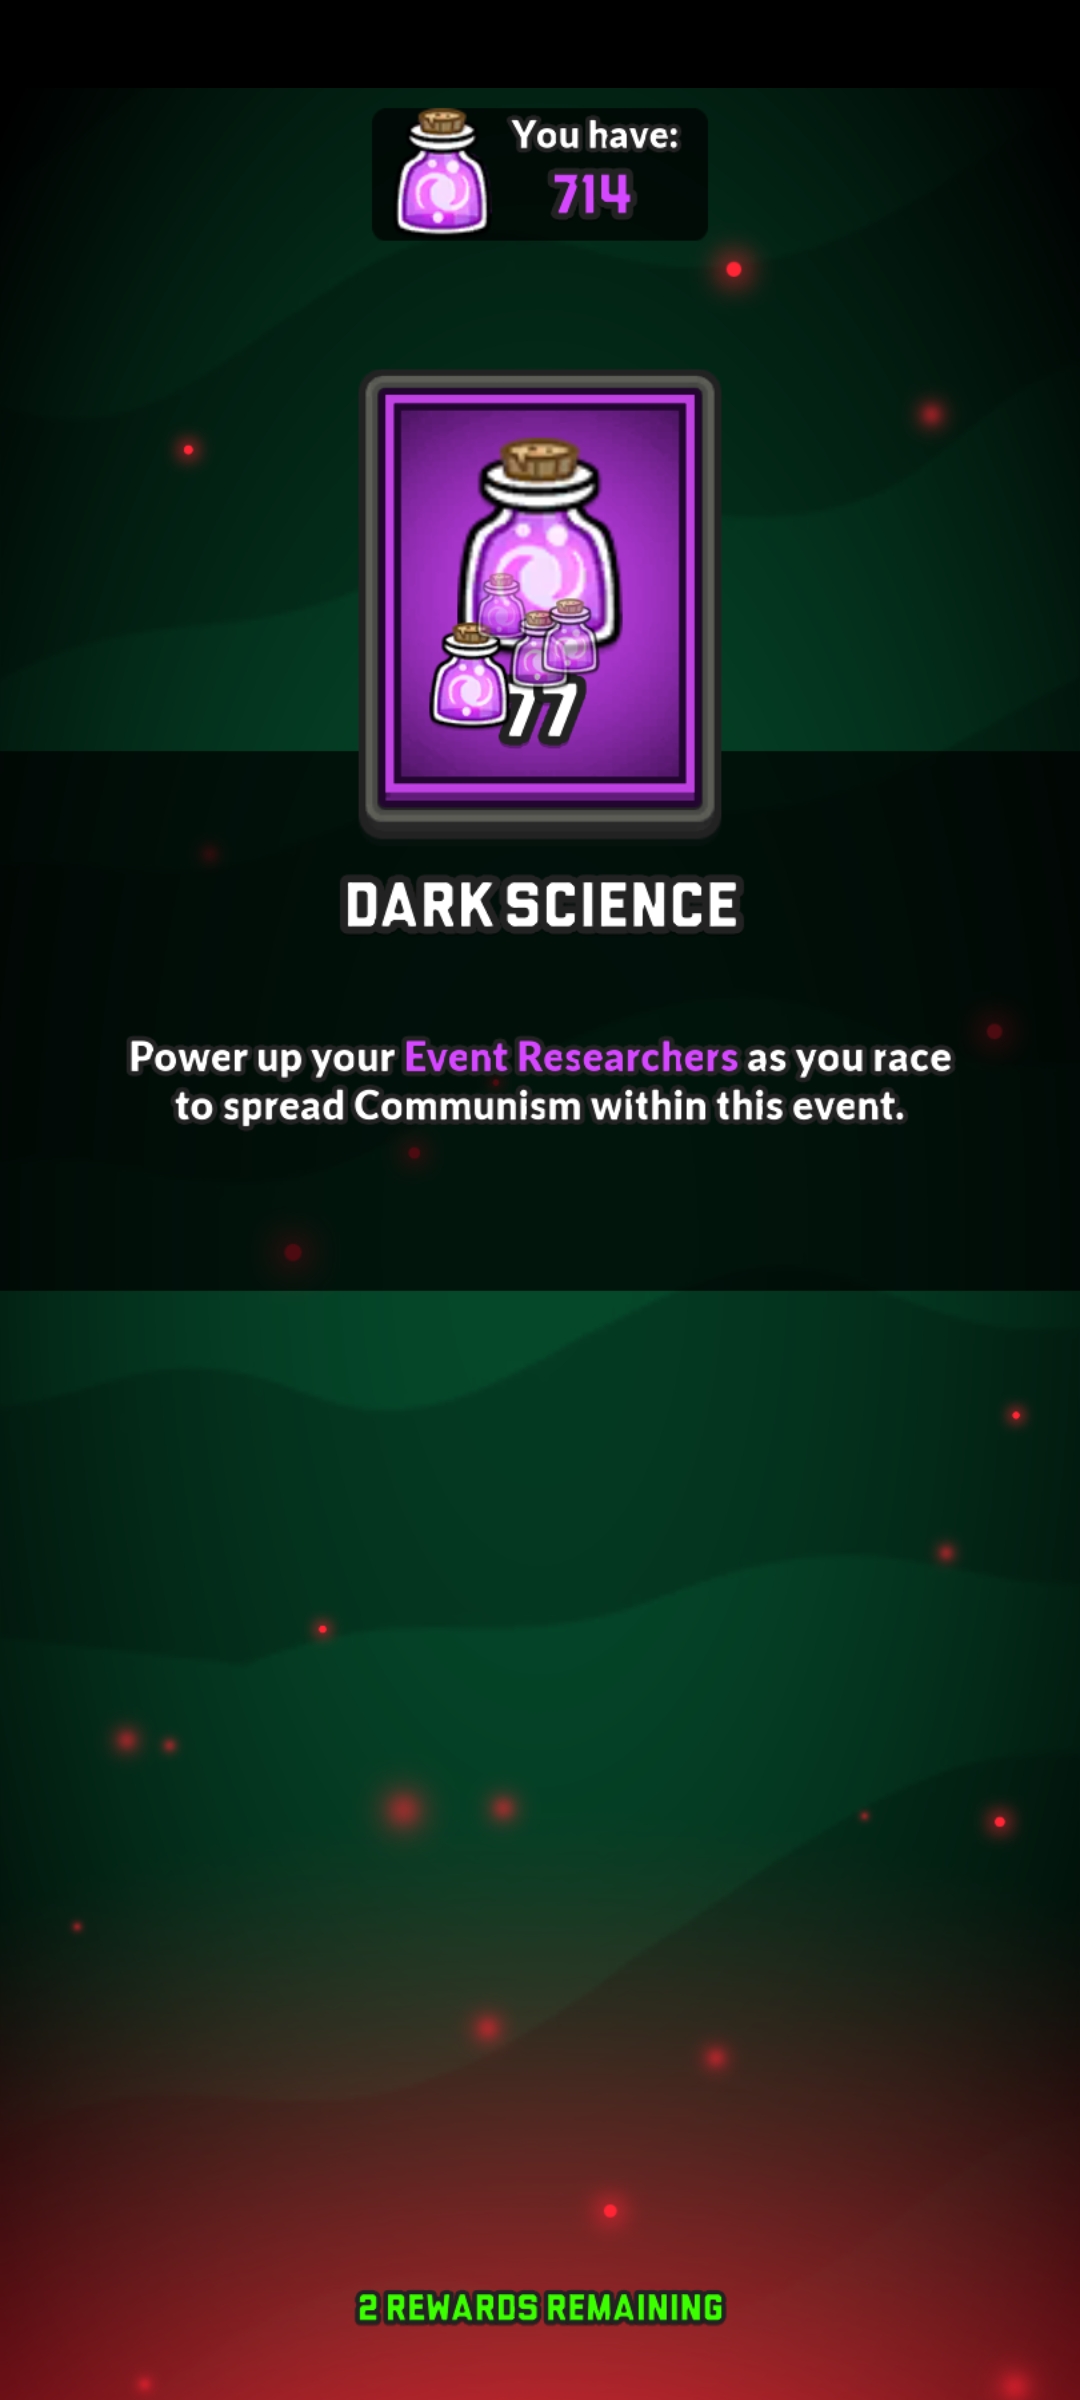 You have:
714
77
DARK SCIENCE
Power up your Event Researchers as you race
to spread Communism within this event.
2 REWARDS REMAINING